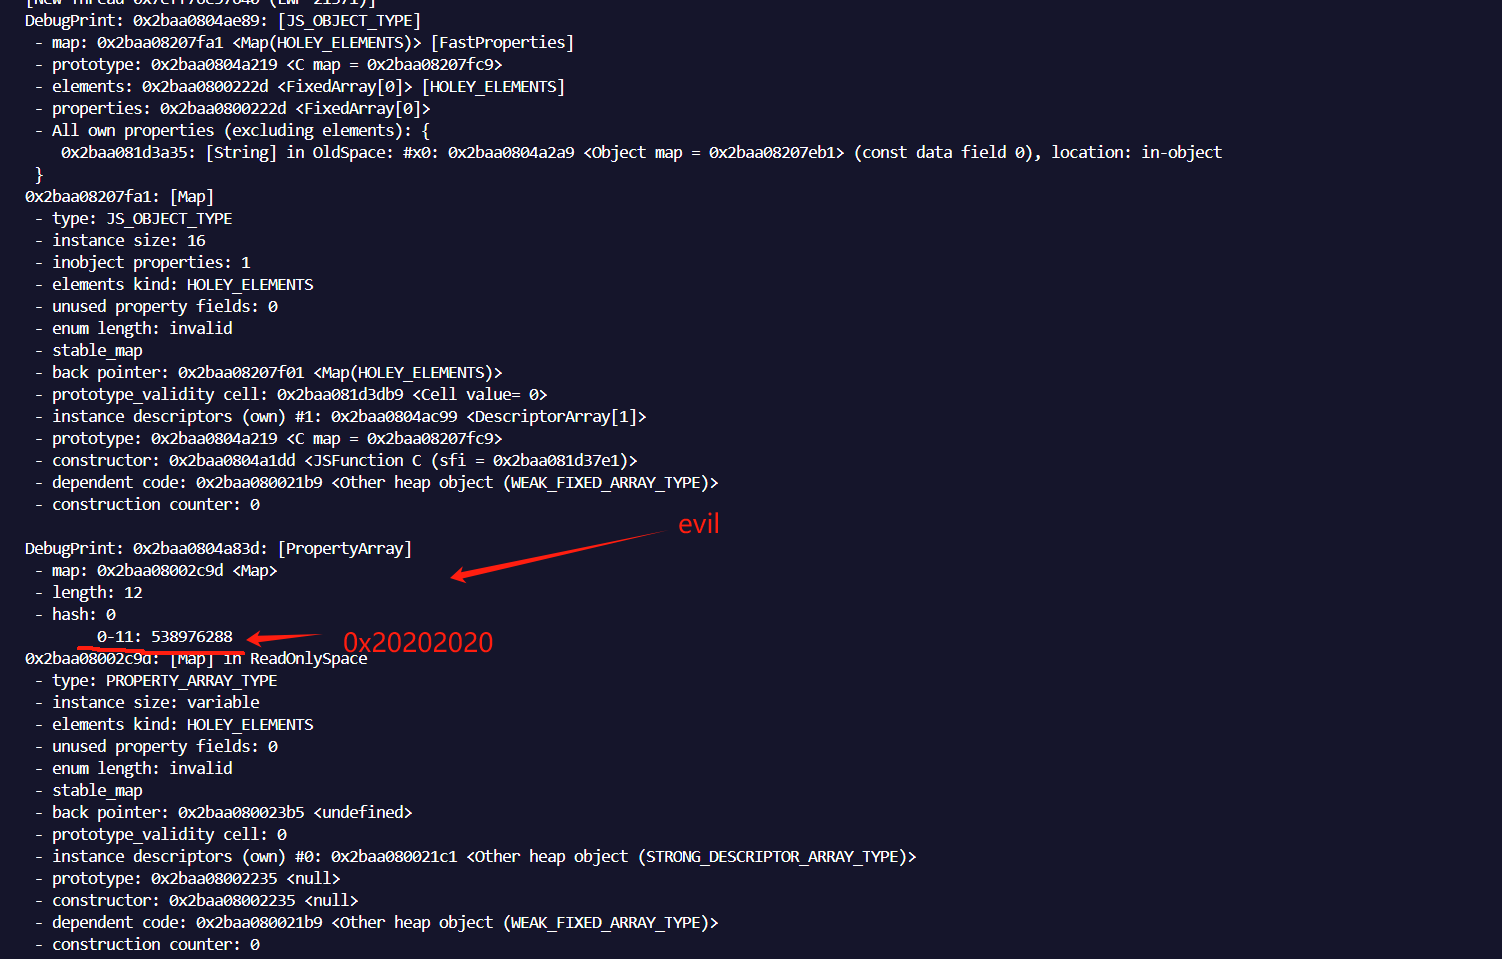 [New Thread 0x7eff76c97640 (LWP 21371)]
DebugPrint: 0x2baa0804ae89: [JS_OBJECT_TYPE]
- map: 0x2baa08207fa1 <Map(HOLEY_ELEMENTS)> [FastProperties]
- prototype: 0x2baa0804a219 <C map = 0x2baa08207fc9>
- elements: 0x2baa0800222d <FixedArray[0]> [HOLEY_ELEMENTS]
- properties: 0x2baa0800222d <FixedArray[0]>
- All own properties (excluding elements): {
0x2baa081d3a35: [String] in OldSpace: #x0: 0x2baa0804a2a9 <Object map = 0x2baa08207eb1> (const data field 0), location: in-object
}
0x2baa08207fa1: [Map]
- type: JS_OBJECT_TYPE
- instance size: 16
- inobject properties: 1
- elements kind: HOLEY_ELEMENTS
- unused property fields: 0
- enum length: invalid
- stable_map
- back pointer: 0x2baa08207f01 <Map(HOLEY_ELEMENTS)>
- prototype_validity cell: 0x2baa081d3db9 <Cell value= 0>
- instance descriptors (own) #1: 0x2baa0804ac99 <DescriptorArray[1]>
- prototype: 0x2baa0804a219 <C map = 0x2baa08207fc9>
- constructor: 0x2baa0804a1dd <JSFunction C (sfi = 0x2baa081d37e1)>
- dependent code: 0x2baa080021b9 <Other heap object (WEAK_FIXED_ARRAY_TYPE)>
- construction counter: 0
evil
DebugPrint: 0x2baa0804a83d: [PropertyArray]
- map: 0x2baa08002c9d <Map>
- length: 12
- hash: 0
0-11: 538976288
0x20202020
0x2baa08002c9d: [Map] in ReadOnlySpace
- type: PROPERTY_ARRAY_TYPE
- instance size: variable
- elements kind: HOLEY_ELEMENTS
- unused property fields: 0
- enum length: invalid
- stable_map
- back pointer: 0x2baa080023b5 <undefined>
- prototype_validity cell: 0
- instance descriptors (own) #0: 0x2baa080021c1 <Other heap object (STRONG_DESCRIPTOR_ARRAY_TYPE)>
- prototype: 0x2baa08002235 <null>
- constructor: 0x2baa08002235 <null>
- dependent code: 0x2baa080021b9 <Other heap object (WEAK_FIXED_ARRAY_TYPE)>
- construction counter: 0